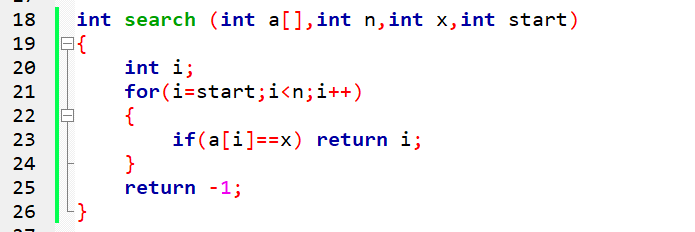 18 int search (int a[],int n,int x,int start)
19 {
20 int i;
21 for(i=start;i<n;i++)
22 {
23 if(a[i]==x) return i;
24 }
25 return -1;
26 }